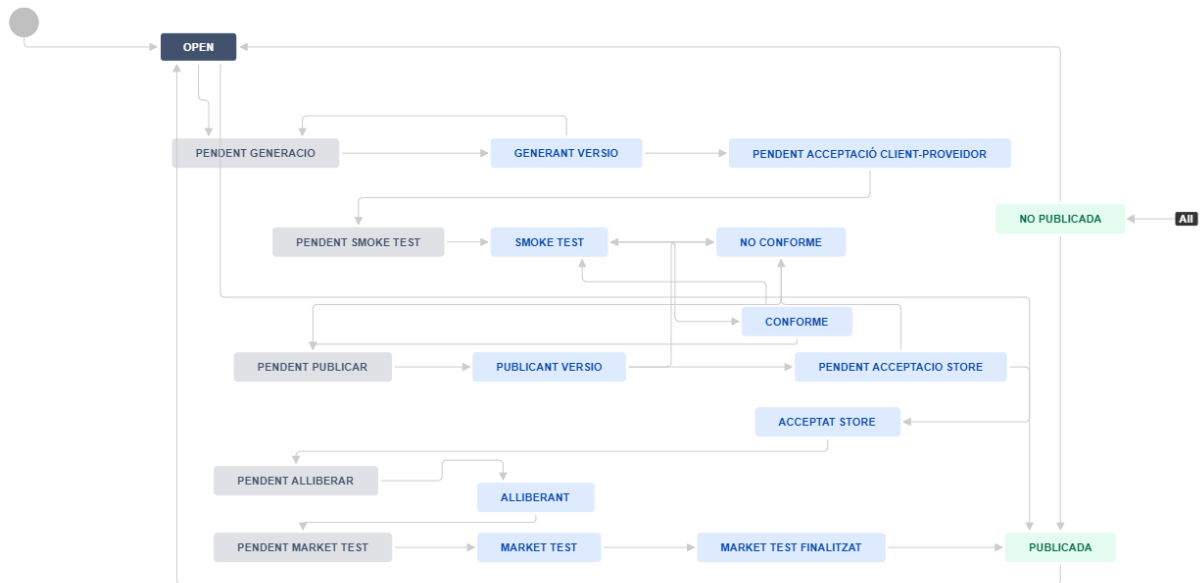 OPEN
PENDENT GENERACIO
GENERANT VERSIO
PENDENT ACCEPTACIÓ CLIENT-PROVEIDOR
NO PUBLICADA
All
PENDENT SMOKE TEST
SMOKE TEST
NO CONFORME
CONFORME
PENDENT PUBLICAR
PUBLICANT VERSIO
PENDENT ACCEPTACIO STORE
ACCEPTAT STORE
PENDENT ALLIBERAR
ALLIBERANT
PENDENT MARKET TEST
MARKET TEST
MARKET TEST FINALITZAT
PUBLICADA